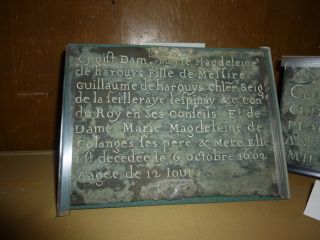 Cy gist Dam. Marie Magdeleine
de harouys Fille de Messire
Guillaume de harouys Chler Seig.
de la seilleraye lespinay & c Con.
du Roy en Ses Conseils Et de
Dame Marie Magdeleine de
Colanges ses pere & Mere Elle
Est decedee le 6 octobre 1662
Aagee de 12 Iours